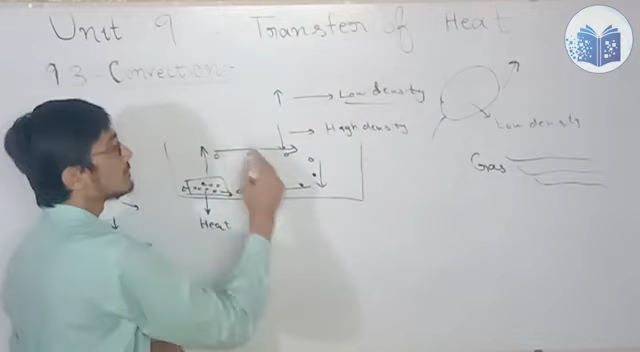 Unit 9 Transfer of Heat
9.3 Convection:-
Low density
High density
Low density
Gas
Heat